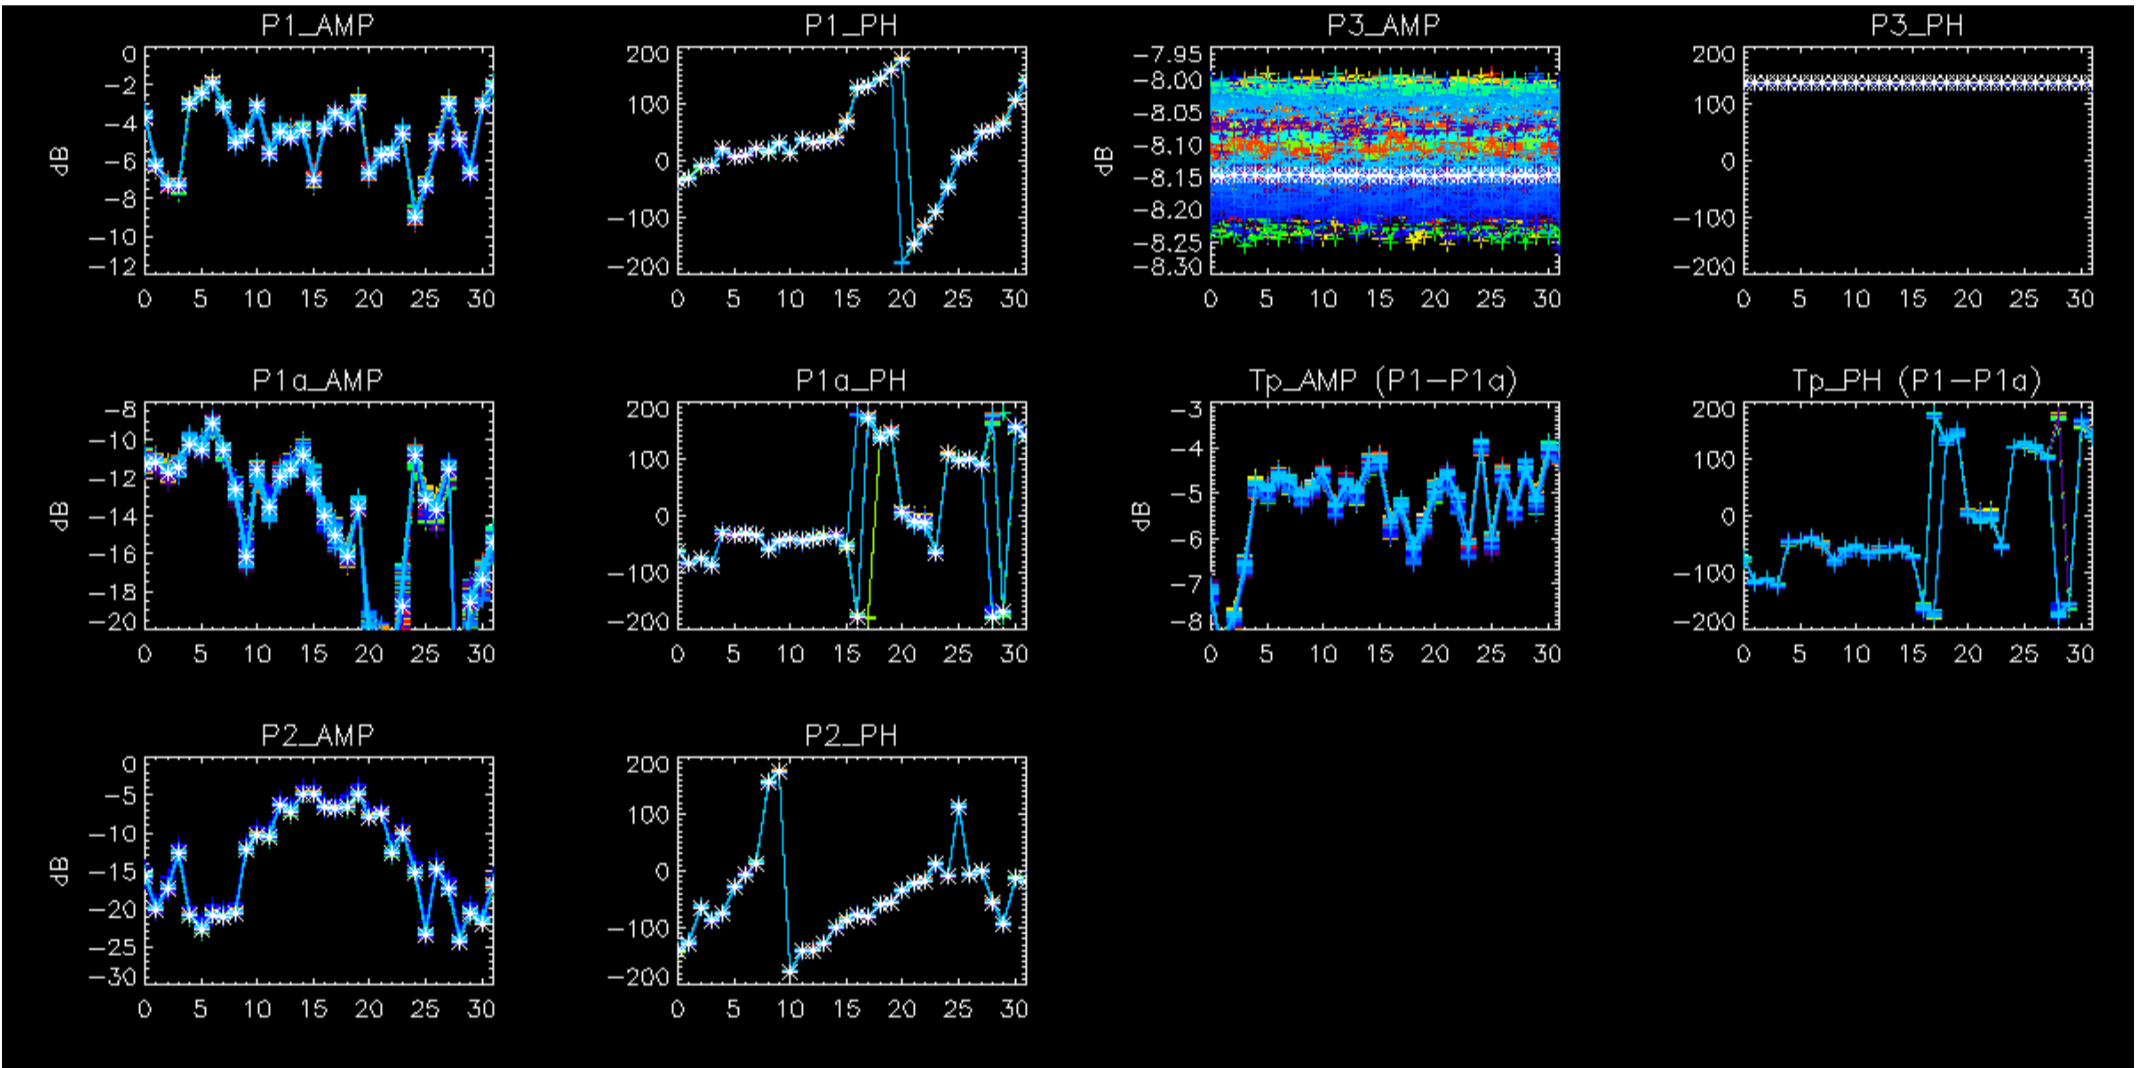 P1_AMP
dB
0
-2
-4
-6
-8
-10
-12
0 5 10 15 20 25 30
P1_PH
200
100
0
-100
-200
0 5 10 15 20 25 30
P3_AMP
dB
-7.95
-8.00
-8.05
-8.10
-8.15
-8.20
-8.25
-8.30
0 5 10 15 20 25 30
P3_PH
200
100
0
-100
-200
0 5 10 15 20 25 30
P1a_AMP
dB
-8
-10
-12
-14
-16
-18
-20
0 5 10 15 20 25 30
P1a_PH
200
100
0
-100
-200
0 5 10 15 20 25 30
Tp_AMP (P1-P1a)
dB
-3
-4
-5
-6
-7
-8
0 5 10 15 20 25 30
Tp_PH (P1-P1a)
200
100
0
-100
-200
0 5 10 15 20 25 30
P2_AMP
dB
0
-5
-10
-15
-20
-25
-30
0 5 10 15 20 25 30
P2_PH
200
100
0
-100
-200
0 5 10 15 20 25 30